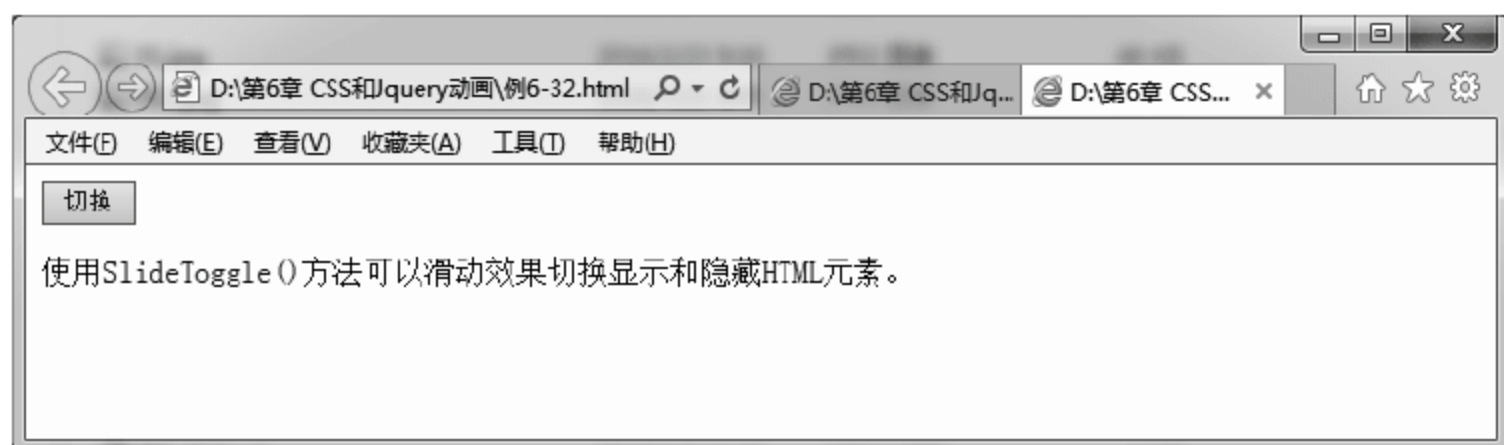 D:\第6章 CSS和Jquery动画\例6-32.html
D:\第6章 CSS和Jq...
D:\第6章 CSS...
文件(F) 编辑(E) 查看(V) 收藏夹(A) 工具(T) 帮助(H)
切换
使用SlideToggle()方法可以滑动效果切换显示和隐藏HTML元素。